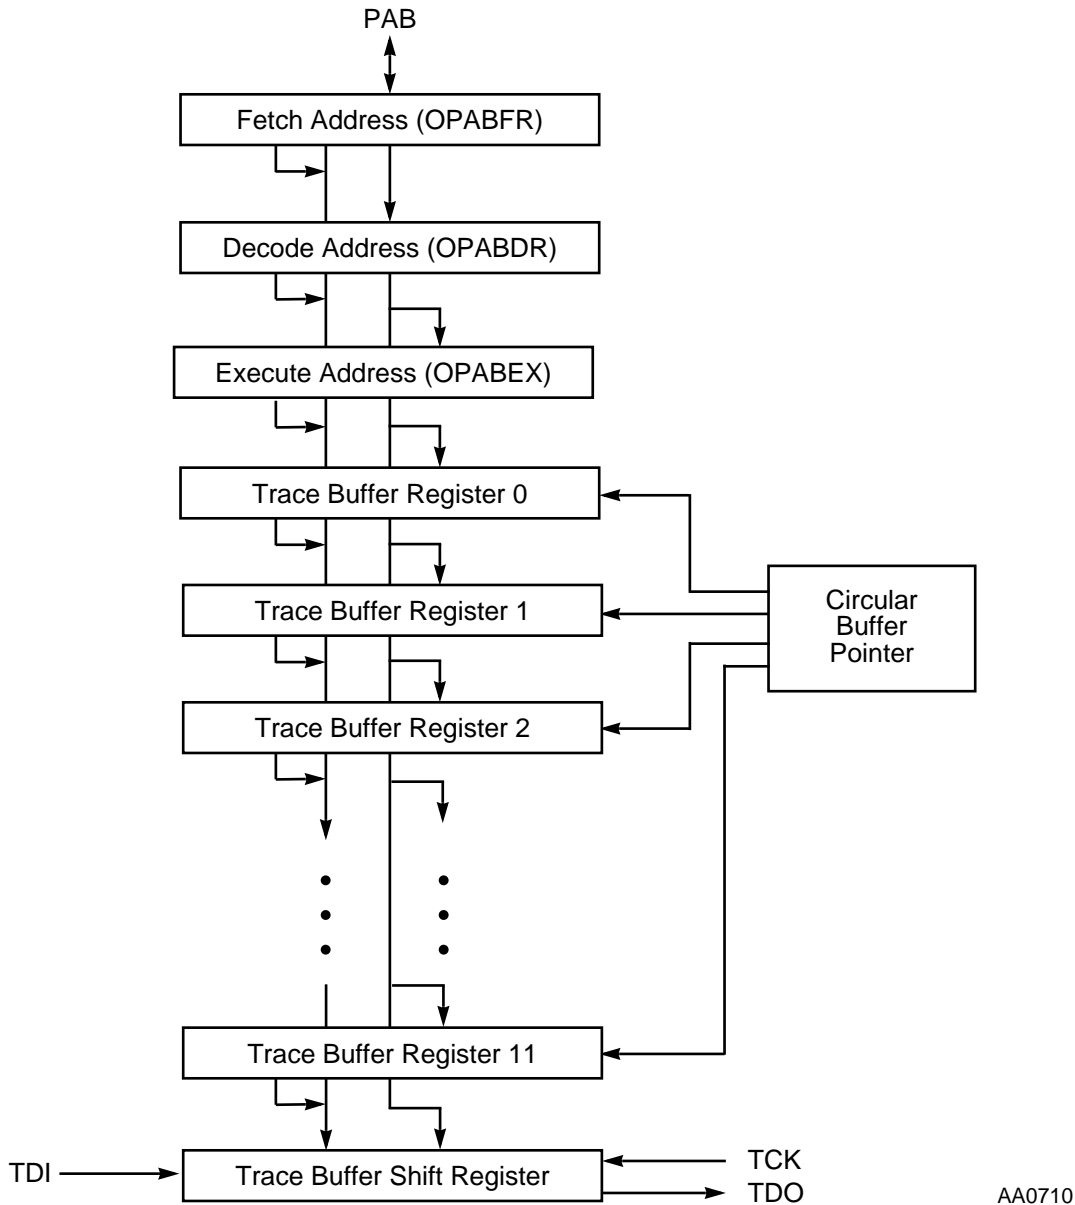 PAB
Fetch Address (OPABFR)
Decode Address (OPABDR)
Execute Address (OPABEX)
Trace Buffer Register 0
Trace Buffer Register 1
Circular
Buffer
Pointer
Trace Buffer Register 2
Trace Buffer Register 11
TDI
Trace Buffer Shift Register
TCK
TDO
AA0710